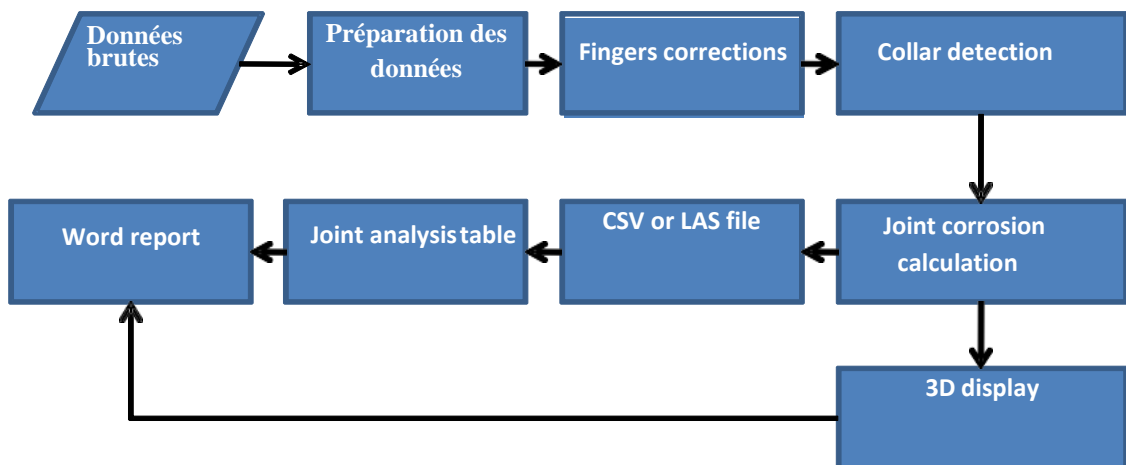 Données
brutes
Préparation des
données
Fingers corrections
Collar detection
Word report
Joint analysis table
CSV or LAS file
Joint corrosion
calculation
3D display